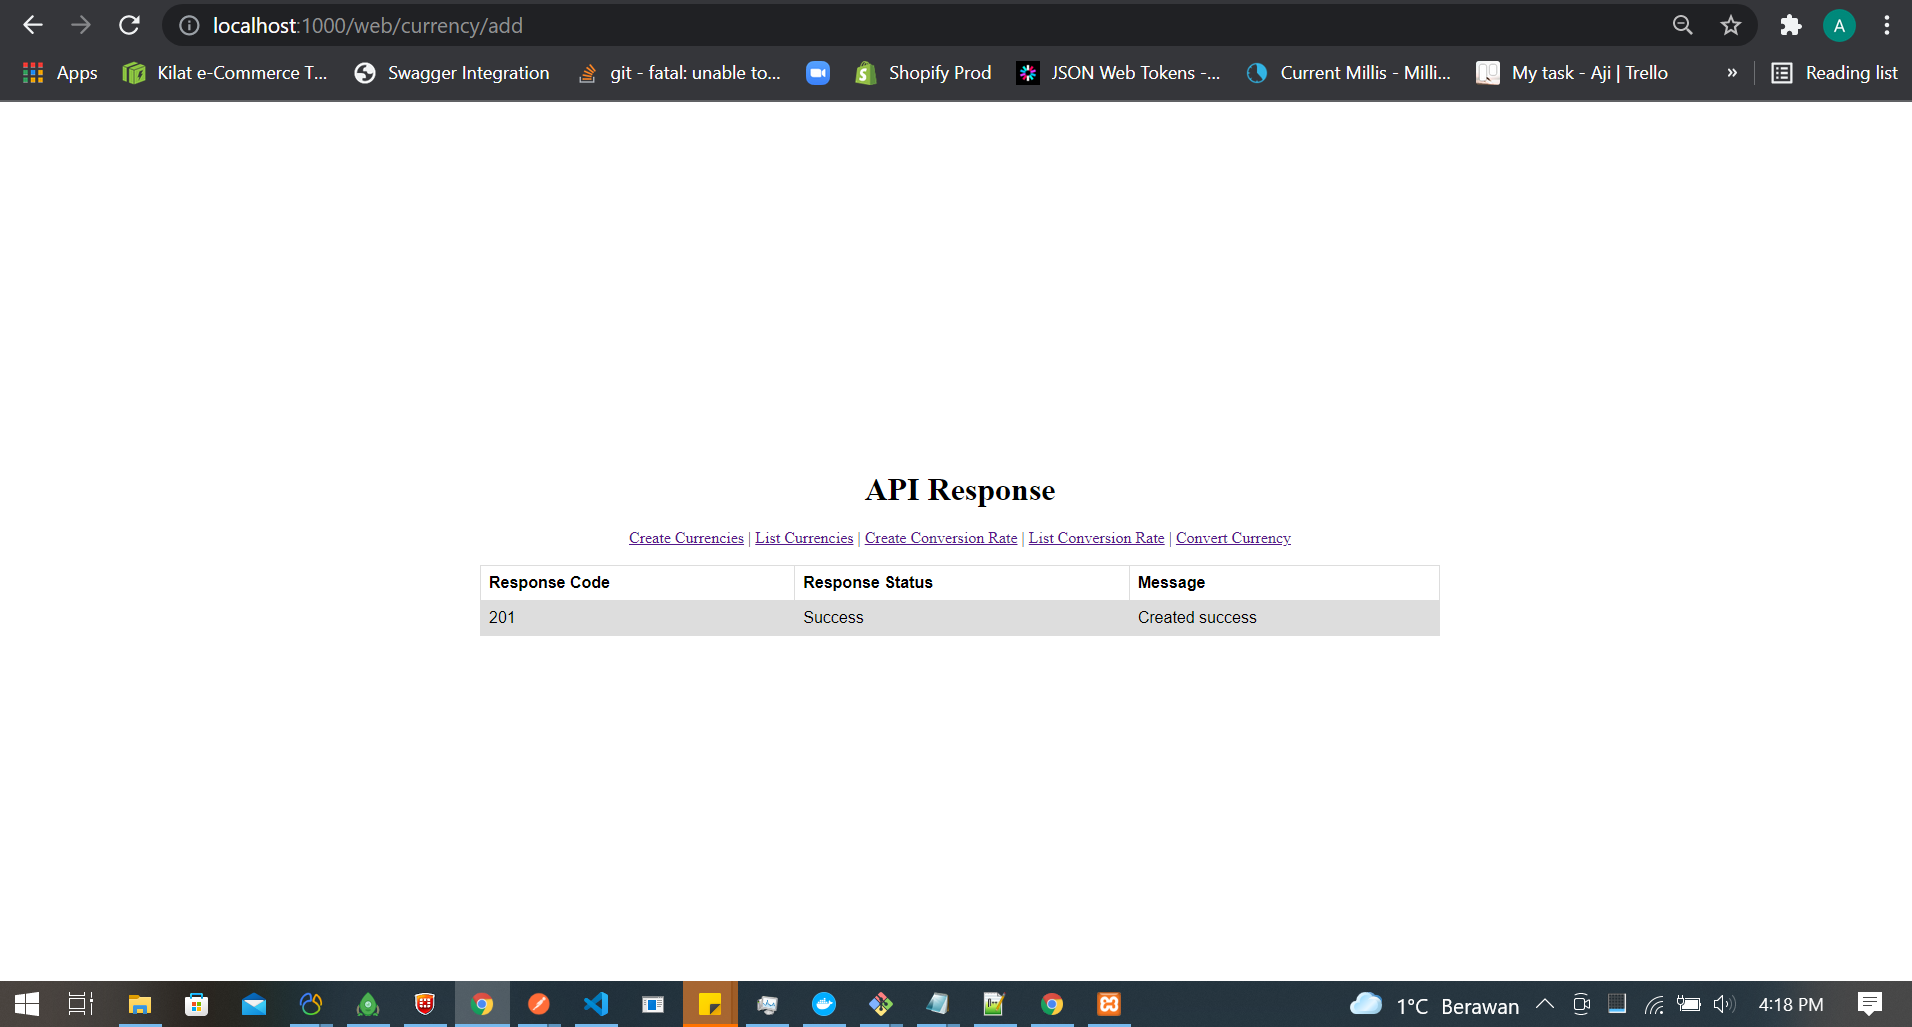 localhost:1000/web/currency/add
A
Apps Kilat e-Commerce T... Swagger Integration git - fatal: unable to... Shopify Prod JSON Web Tokens -... Current Millis - Milli... My task - Aji | Trello » Reading list
API Response
Create Currencies | List Currencies | Create Conversion Rate | List Conversion Rate | Convert Currency
Response Code Response Status Message
201 Success Created success
1°C Berawan 4:18 PM